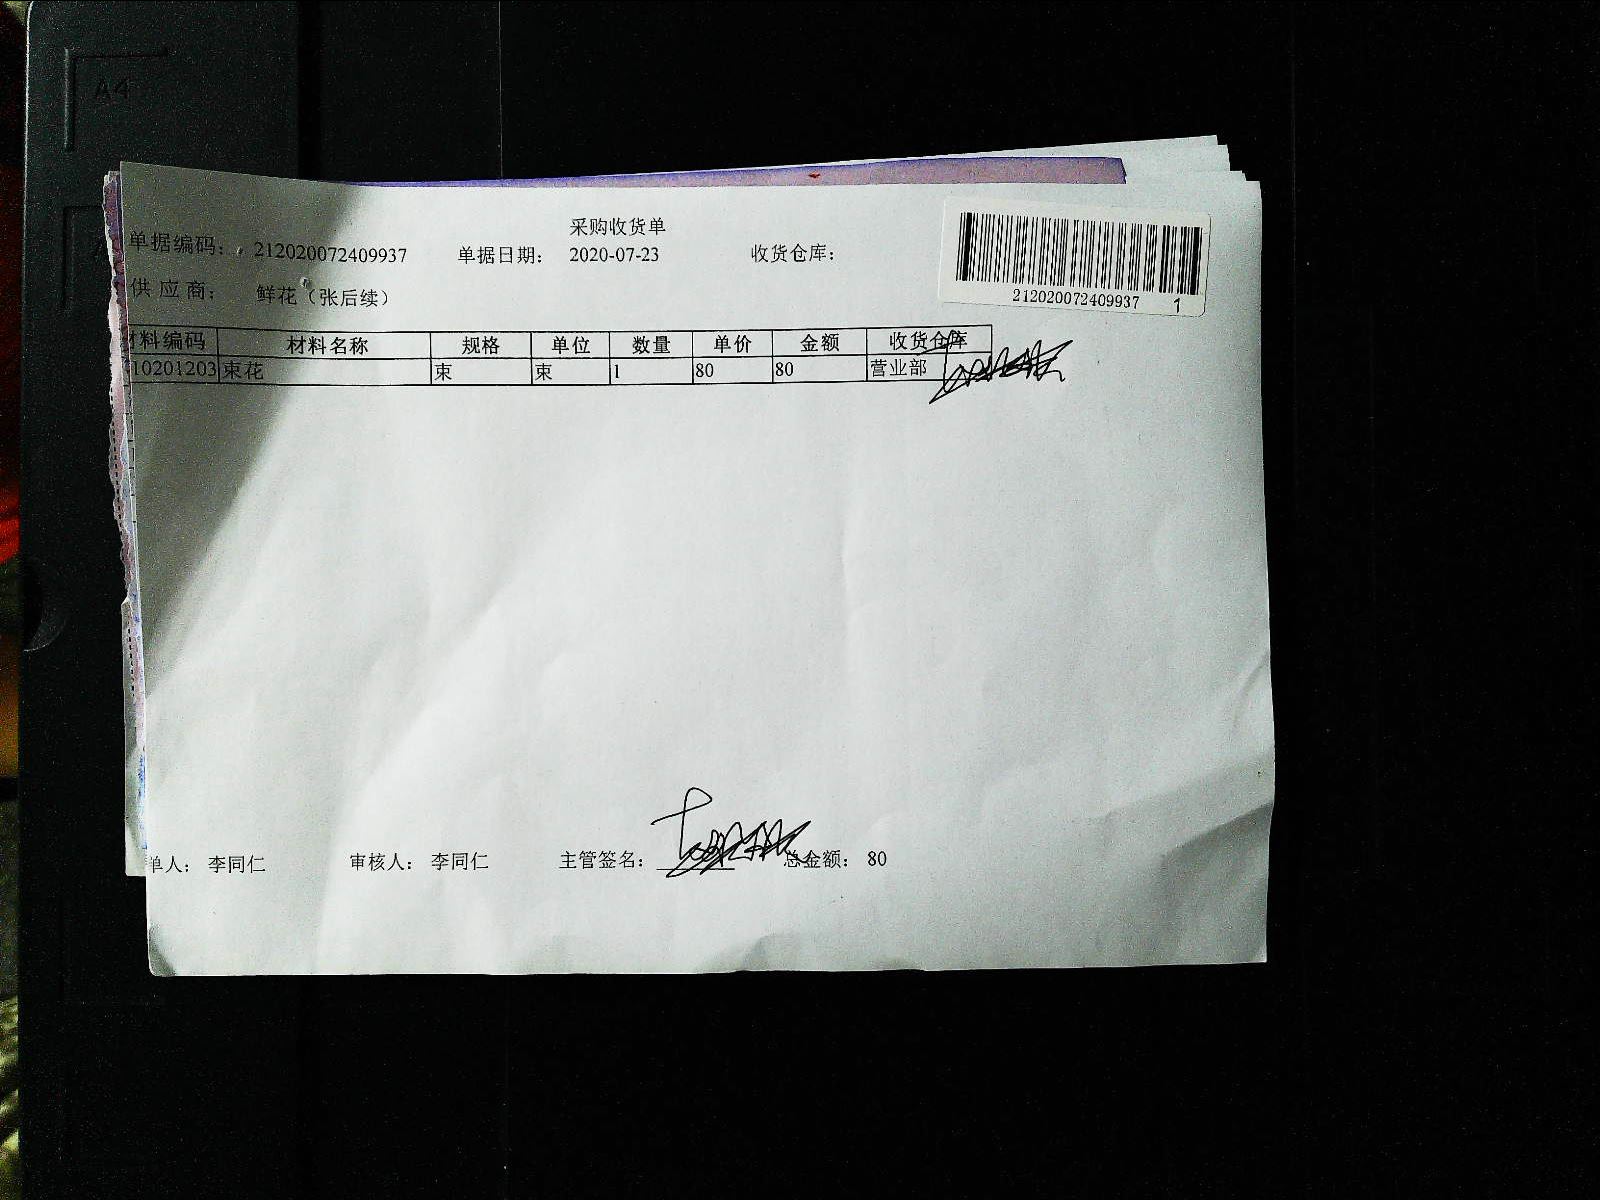 A4
采购收货单
单据编码： 212020072409937 单据日期： 2020-07-23 收货仓库：
供 应 商： 鲜花（张后续）
212020072409937 1
材料编码 材料名称 规格 单位 数量 单价 金额 收货仓库
10201203 束花 束 束 1 80 80 营业部
单人： 李同仁 审核人： 李同仁 主管签名： 总金额： 80